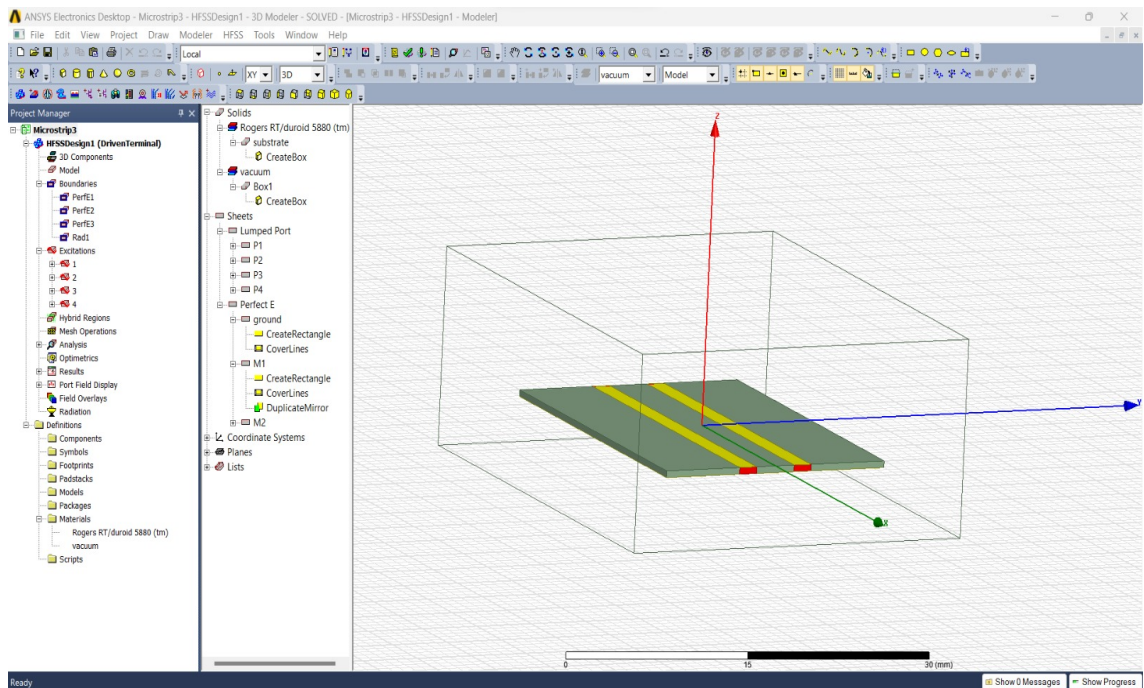 ANSYS Electronics Desktop - Microstrip3 - HFSSDesign1 - 3D Modeler - SOLVED - [Microstrip3 - HFSSDesign1 - Modeler]
File Edit View Project Draw Modeler HFSS Tools Window Help
Local
XY 3D vacuum Model
Project Manager
Microstrip3
HFSSDesign1 (DrivenTerminal)
3D Components
Model
Boundaries
PerfE1
PerfE2
PerfE3
Rad1
Excitations
1
2
3
4
Hybrid Regions
Mesh Operations
Analysis
Optimetrics
Results
Port Field Display
Field Overlays
Radiation
Definitions
Components
Symbols
Footprints
Padstacks
Models
Packages
Materials
Rogers RT/duroid 5880 (tm)
vacuum
Scripts
Solids
Rogers RT/duroid 5880 (tm)
substrate
CreateBox
vacuum
Box1
CreateBox
Sheets
Lumped Port
P1
P2
P3
P4
Perfect E
ground
CreateRectangle
CoverLines
M1
CreateRectangle
CoverLines
DuplicateMirror
M2
Coordinate Systems
Planes
Lists
Z
Y
X
0 15 30 (mm)
Ready
Show 0 Messages Show Progress